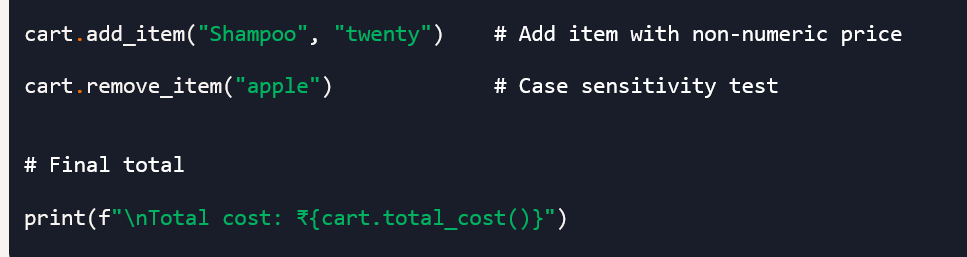 cart.add_item("Shampoo", "twenty")    # Add item with non-numeric price
cart.remove_item("apple")             # Case sensitivity test
# Final total
print(f"\nTotal cost: ₹{cart.total_cost()}")